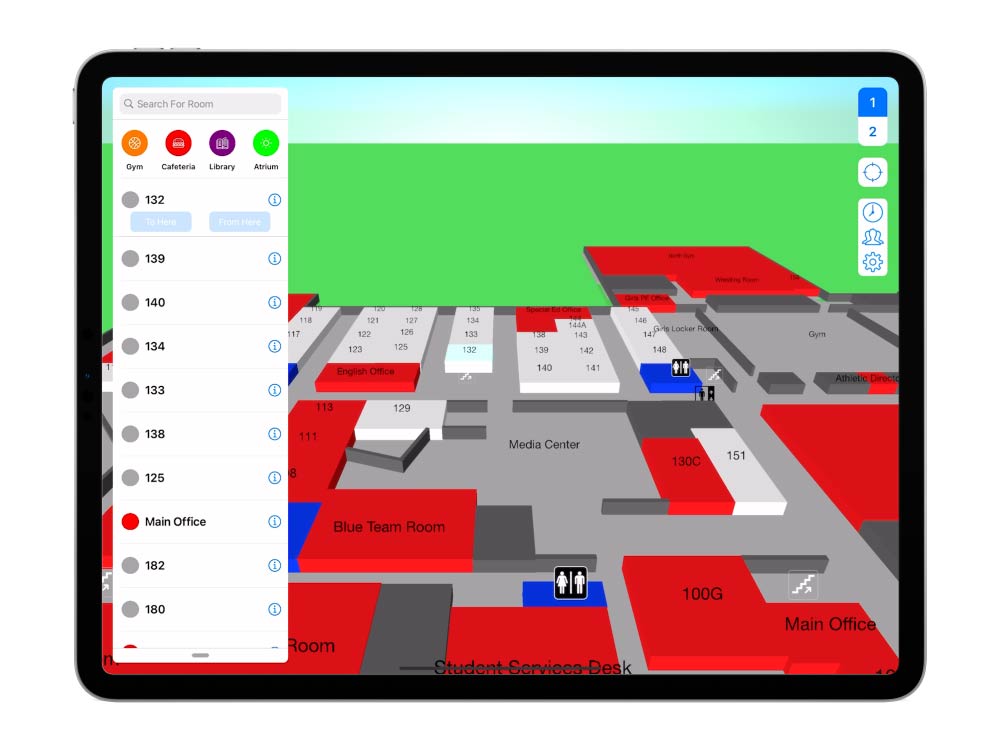 Search For Room
Gym
Cafeteria
Library
Atrium
132
To Here
From Here
139
140
134
133
138
125
Main Office
182
180
1
2
North Gym
Wrestling Room
Girls PE Office
119
120
128
135
Special Ed Office
145
118
121
127
134
144
144A
146
Girls Locker Room
Gym
117
122
126
133
138
143
147
123
125
132
139
142
148
English Office
140
141
Athletic Directo
113
129
111
Media Center
130C
151
Blue Team Room
100G
Main Office
Room
Student Services Desk